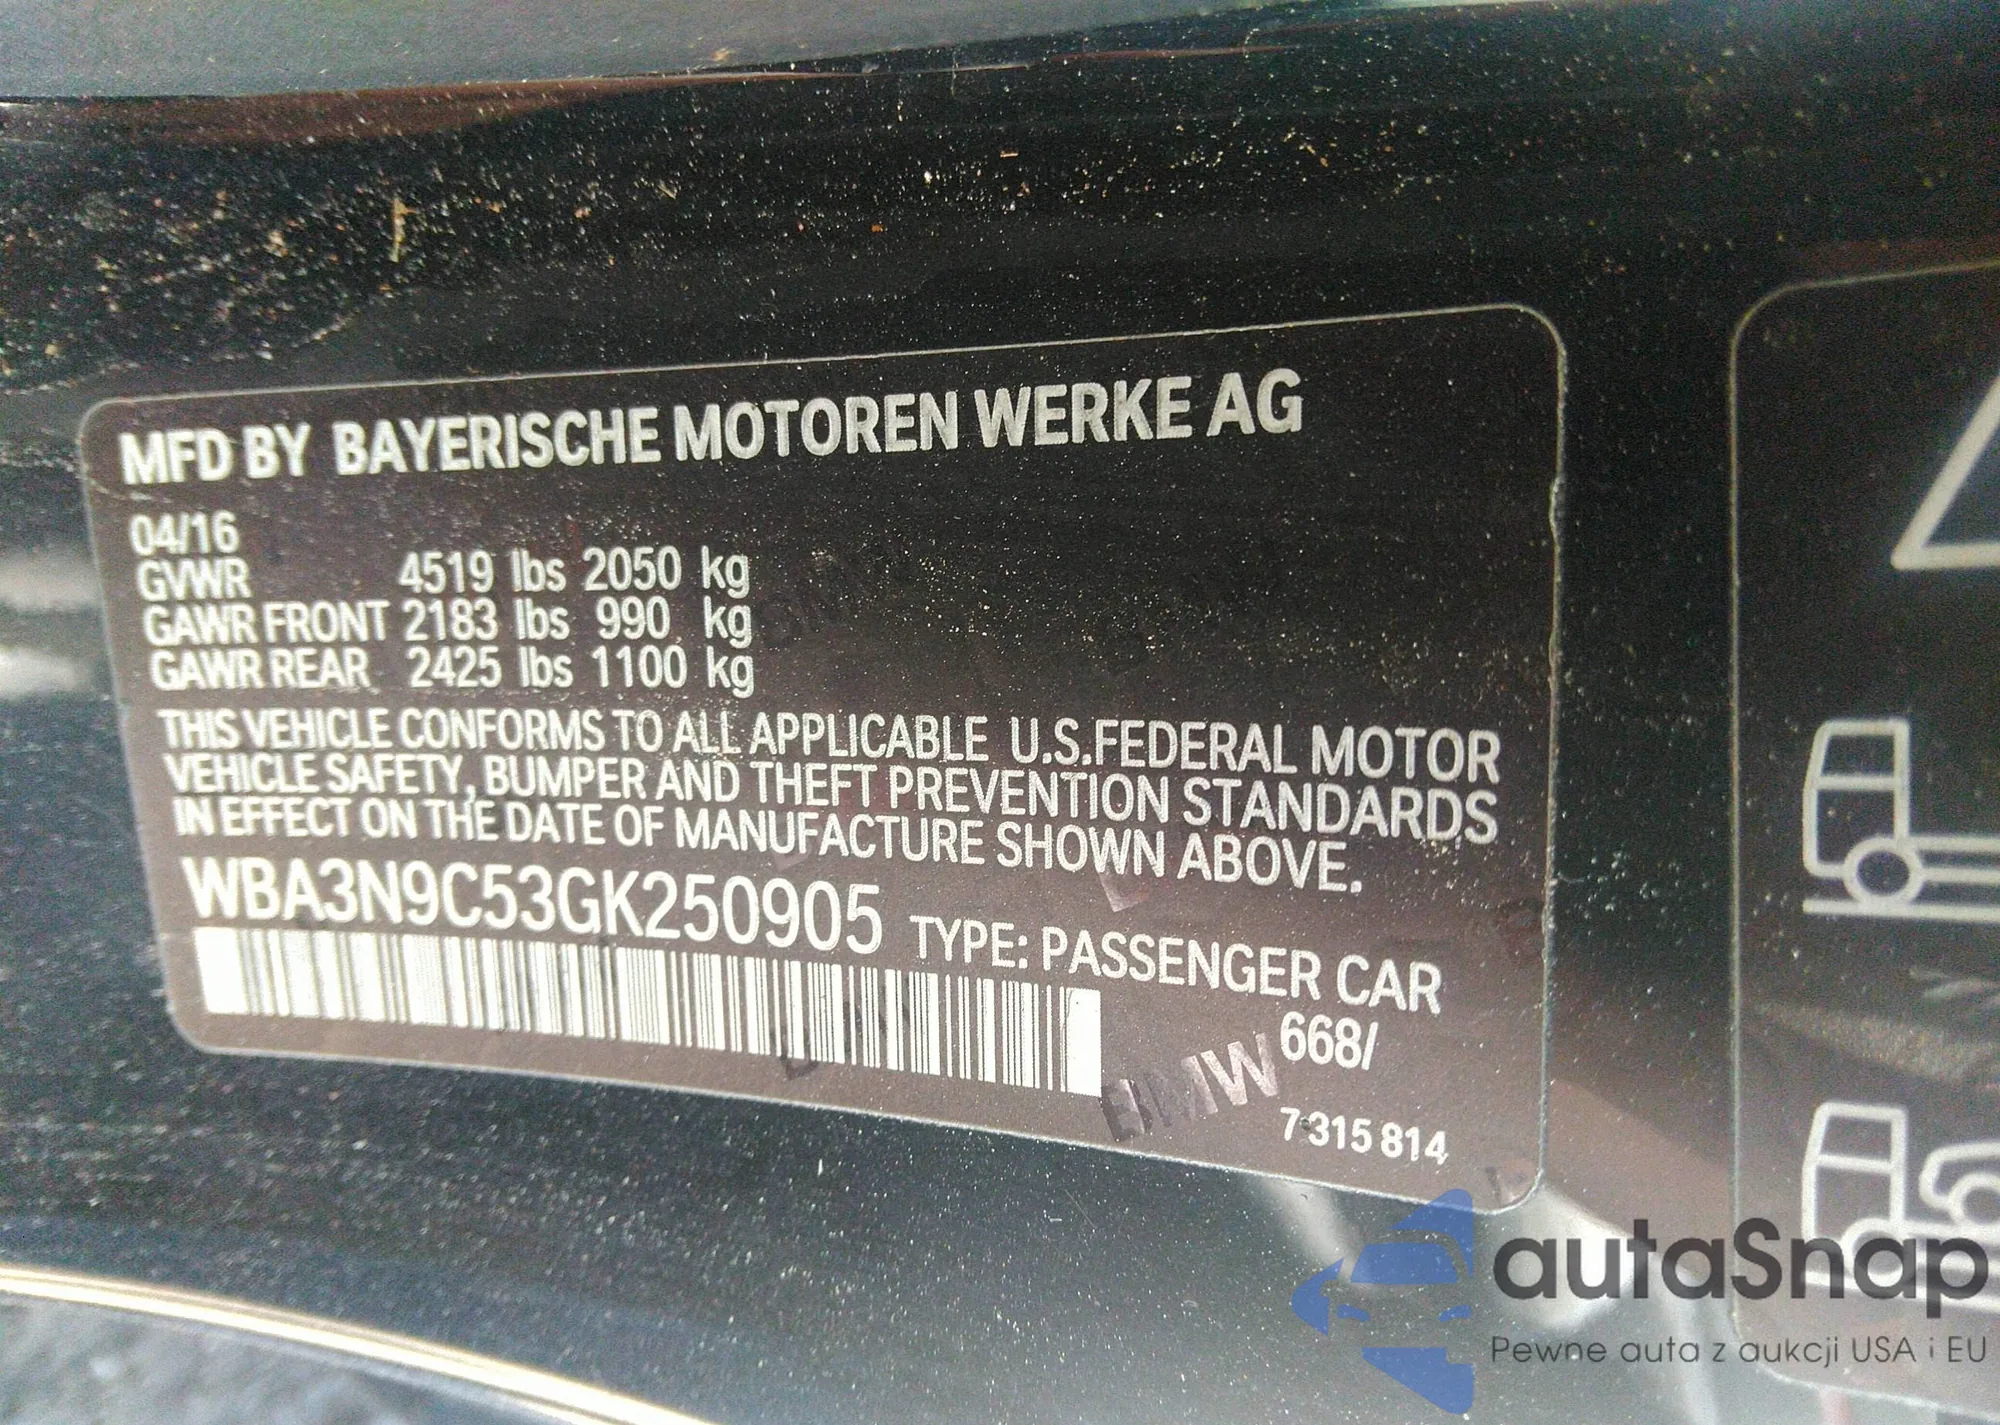 MFD BY BAYERISCHE MOTOREN WERKE AG
04/16
GVWR 4519 lbs 2050 kg
GAWR FRONT 2183 lbs 990 kg
GAWR REAR 2425 lbs 1100 kg
THIS VEHICLE CONFORMS TO ALL APPLICABLE U.S.FEDERAL MOTOR
VEHICLE SAFETY, BUMPER AND THEFT PREVENTION STANDARDS
IN EFFECT ON THE DATE OF MANUFACTURE SHOWN ABOVE.
WBA3N9C53GK250905 TYPE: PASSENGER CAR
668/
BMW
7 315 814
autaSnap
Pewne auta z aukcji USA i EU